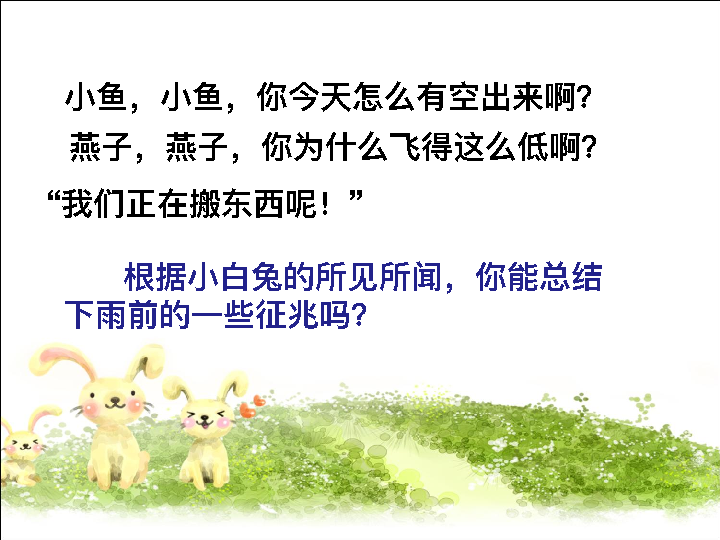 小鱼，小鱼，你今天怎么有空出来啊？
燕子，燕子，你为什么飞得这么低啊？
“我们正在搬东西呢！”
根据小白兔的所见所闻，你能总结
下雨前的一些征兆吗？